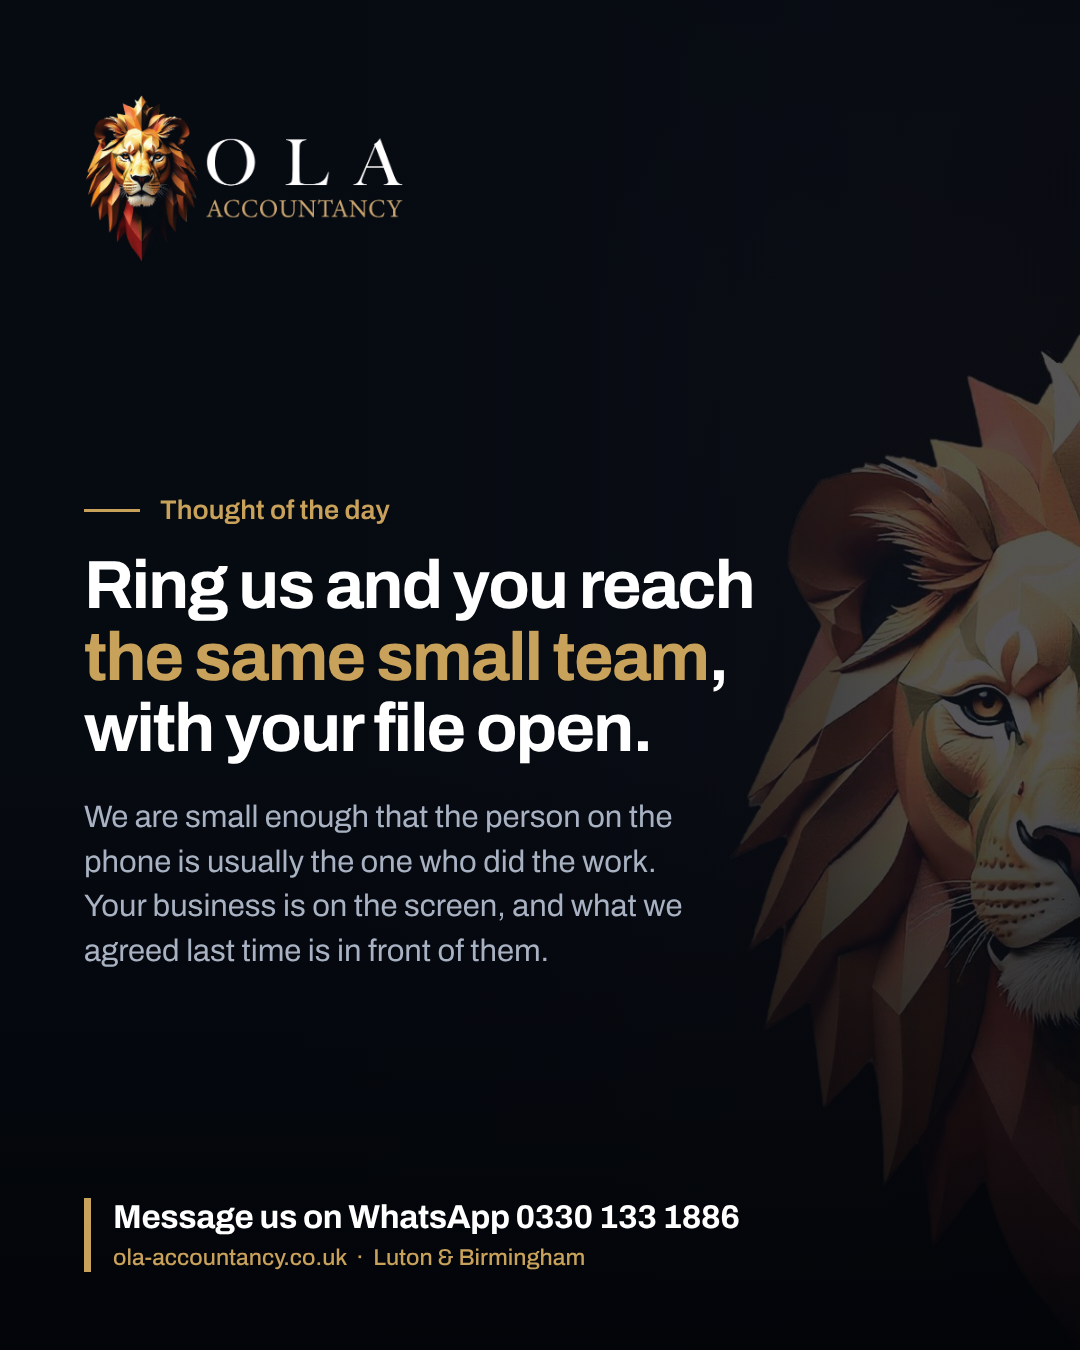 OLA
ACCOUNTANCY
Thought of the day
Ring us and you reach
the same small team,
with your file open.
We are small enough that the person on the
phone is usually the one who did the work.
Your business is on the screen, and what we
agreed last time is in front of them.
Message us on WhatsApp 0330 133 1886
ola-accountancy.co.uk · Luton & Birmingham